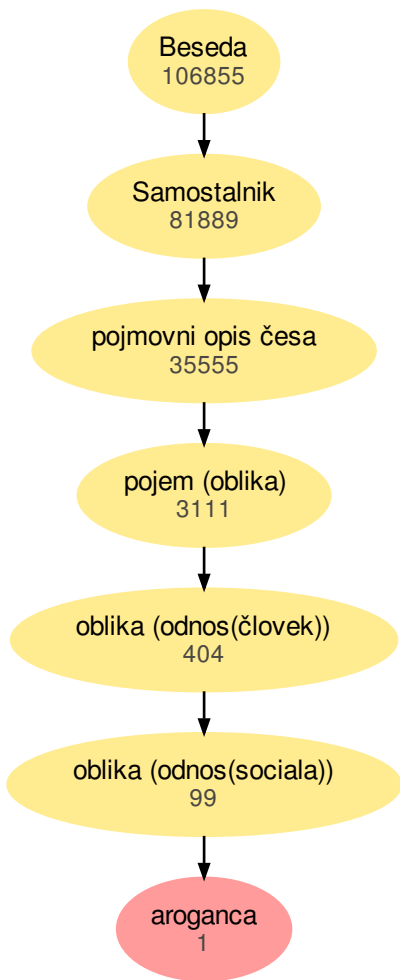 Beseda
106855
Samostalnik
81889
pojmovni opis česa
35555
pojem (oblika)
3111
oblika (odnos(človek))
404
oblika (odnos(sociala))
99
aroganca
1